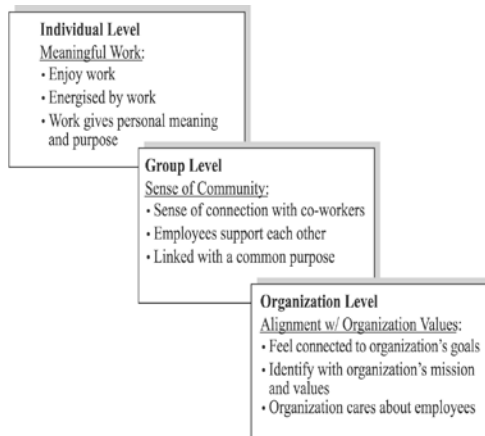 Individual Level
Meaningful Work:
• Enjoy work
• Energised by work
• Work gives personal meaning
and purpose
Group Level
Sense of Community:
• Sense of connection with co-workers
• Employees support each other
• Linked with a common purpose
Organization Level
Alignment w/ Organization Values:
• Feel connected to organization's goals
• Identify with organization's mission
and values
• Organization cares about employees